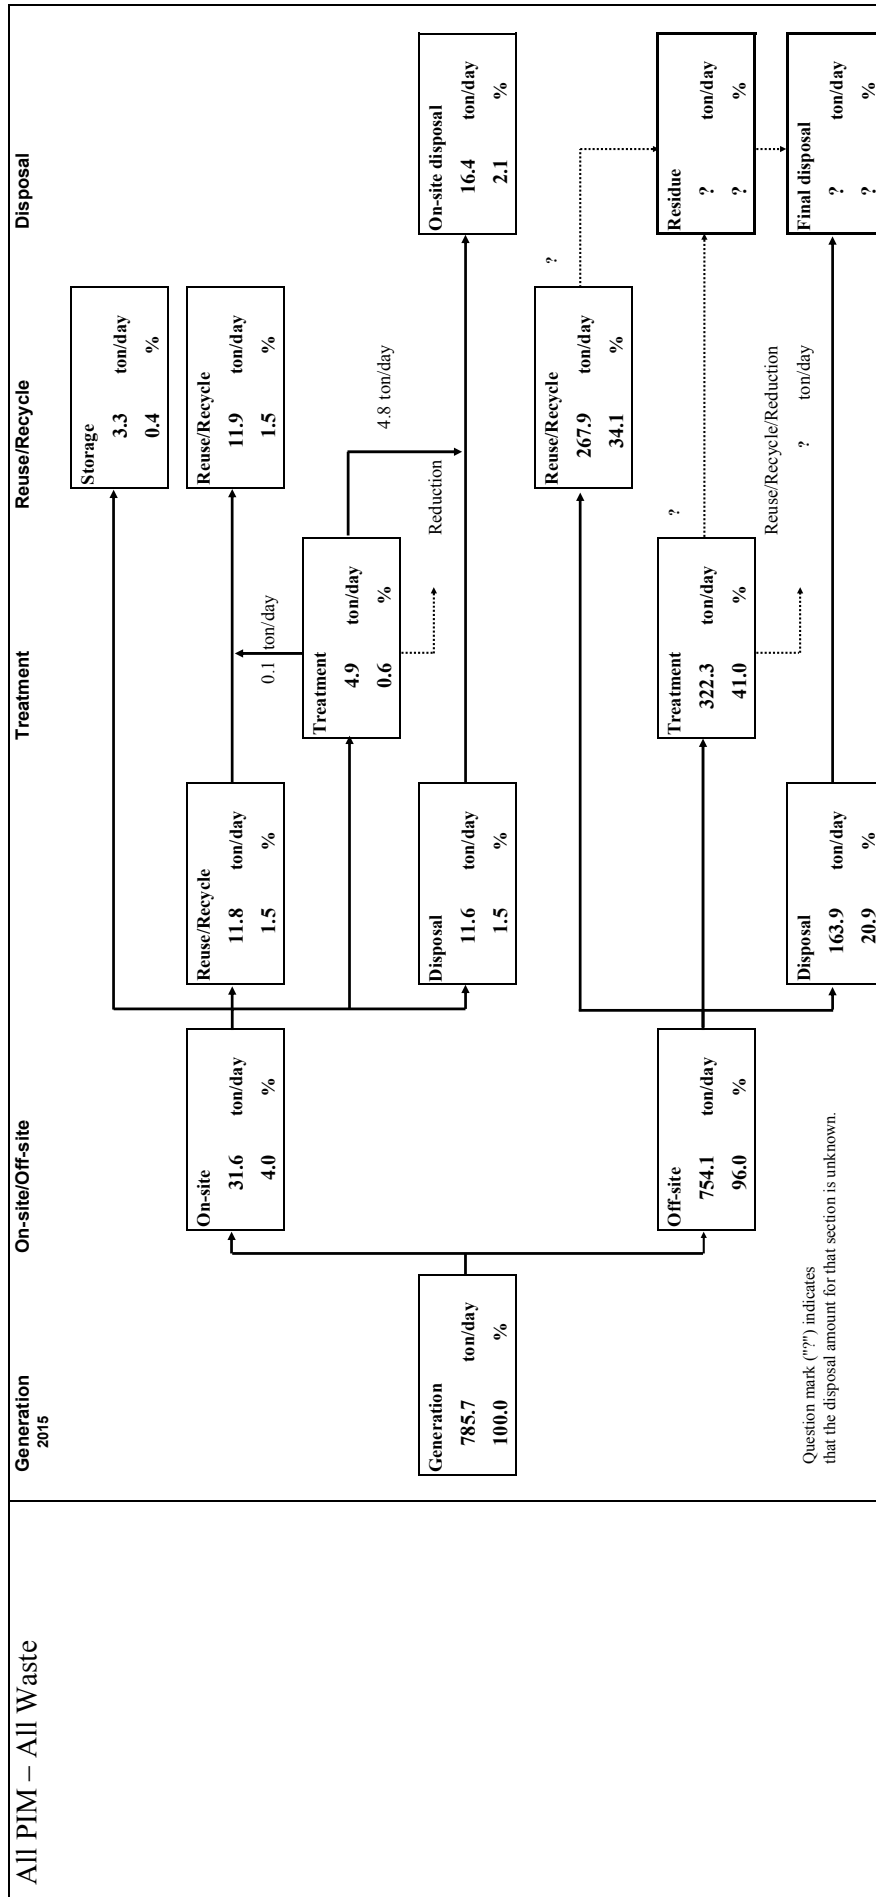 All PIM – All Waste
Generation On-site/Off-site Treatment Reuse/Recycle Disposal
2015
Storage
3.3 ton/day
0.4 %
On-site
31.6 ton/day
4.0 %
Reuse/Recycle
11.8 ton/day
1.5 %
Reuse/Recycle
11.9 ton/day
1.5 %
0.1 ton/day
Treatment
4.9 ton/day
0.6 %
4.8 ton/day
Reduction
Generation
785.7 ton/day
100.0 %
Disposal
11.6 ton/day
1.5 %
On-site disposal
16.4 ton/day
2.1 %
Reuse/Recycle
267.9 ton/day
34.1 %
?
Off-site
754.1 ton/day
96.0 %
Treatment
322.3 ton/day
41.0 %
?
Residue
? ton/day
? %
Reuse/Recycle/Reduction
? ton/day
Disposal
163.9 ton/day
20.9 %
Final disposal
? ton/day
? %
Question mark ("?") indicates
that the disposal amount for that section is unknown.